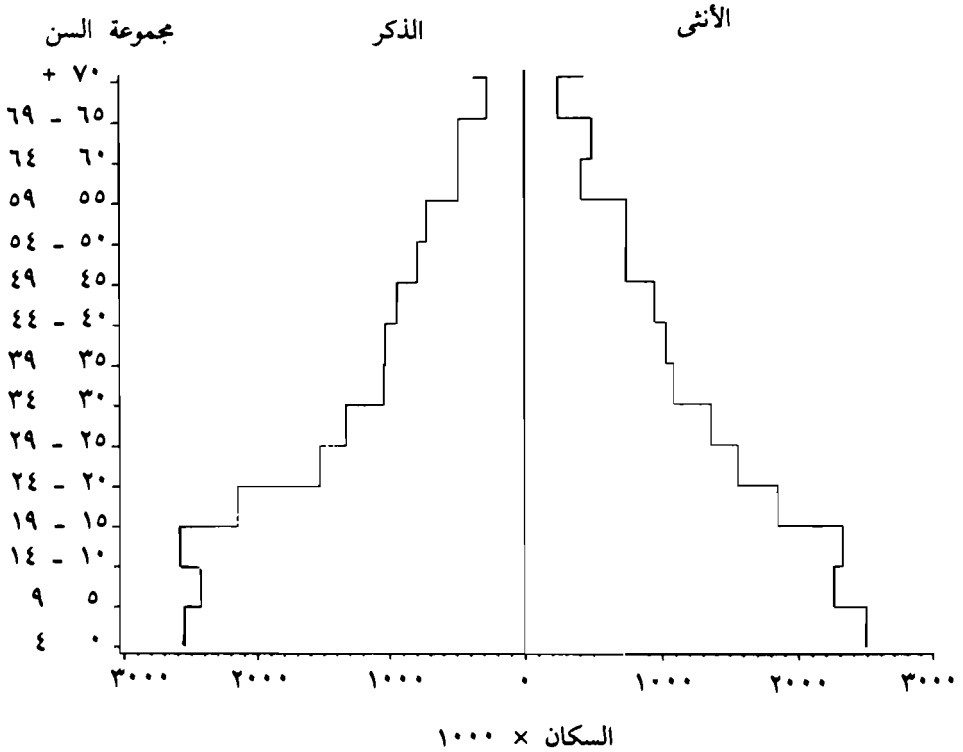 الأنثى الذكر مجموعة السن
٧٠ +
٦٥ - ٦٩
٦٠ ٦٤
٥٥ ٥٩
٥٠ - ٥٤
٤٥ ٤٩
٤٠ - ٤٤
٣٥ ٣٩
٣٠ ٣٤
٢٥ - ٢٩
٢٠ - ٢٤
١٥ - ١٩
١٠ - ١٤
٥ ٩
٠ ٤
٣٠٠٠ ٢٠٠٠ ١٠٠٠ ٠ ١٠٠٠ ٢٠٠٠ ٣٠٠٠
السكان × ١٠٠٠